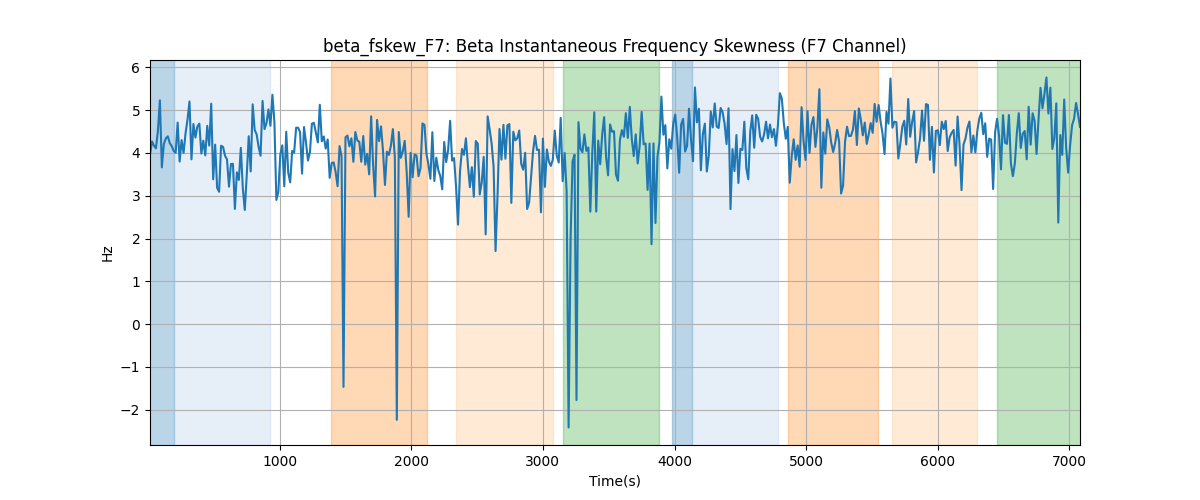 beta_fskew_F7: Beta Instantaneous Frequency Skewness (F7 Channel)
6
5
4
3
2
1
0
−1
−2
Hz
1000 2000 3000 4000 5000 6000 7000
Time(s)